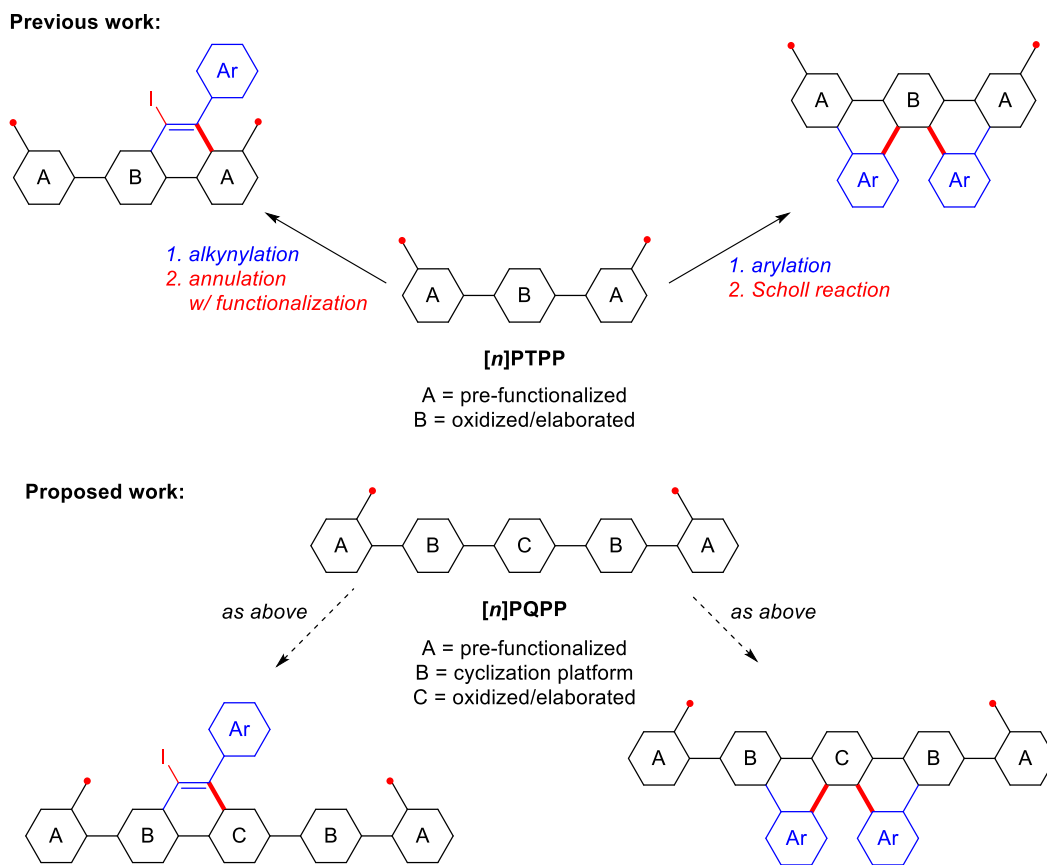 Previous work:
Ar
I
A
B
A
A
B
A
Ar
Ar
1. alkynylation
2. annulation
w/ functionalization
1. arylation
2. Scholl reaction
A
B
A
[n]PTPP
A = pre-functionalized
B = oxidized/elaborated
Proposed work:
A
B
C
B
A
as above
[n]PQPP
as above
A = pre-functionalized
B = cyclization platform
C = oxidized/elaborated
Ar
I
A
B
C
B
A
A
B
C
B
A
Ar
Ar